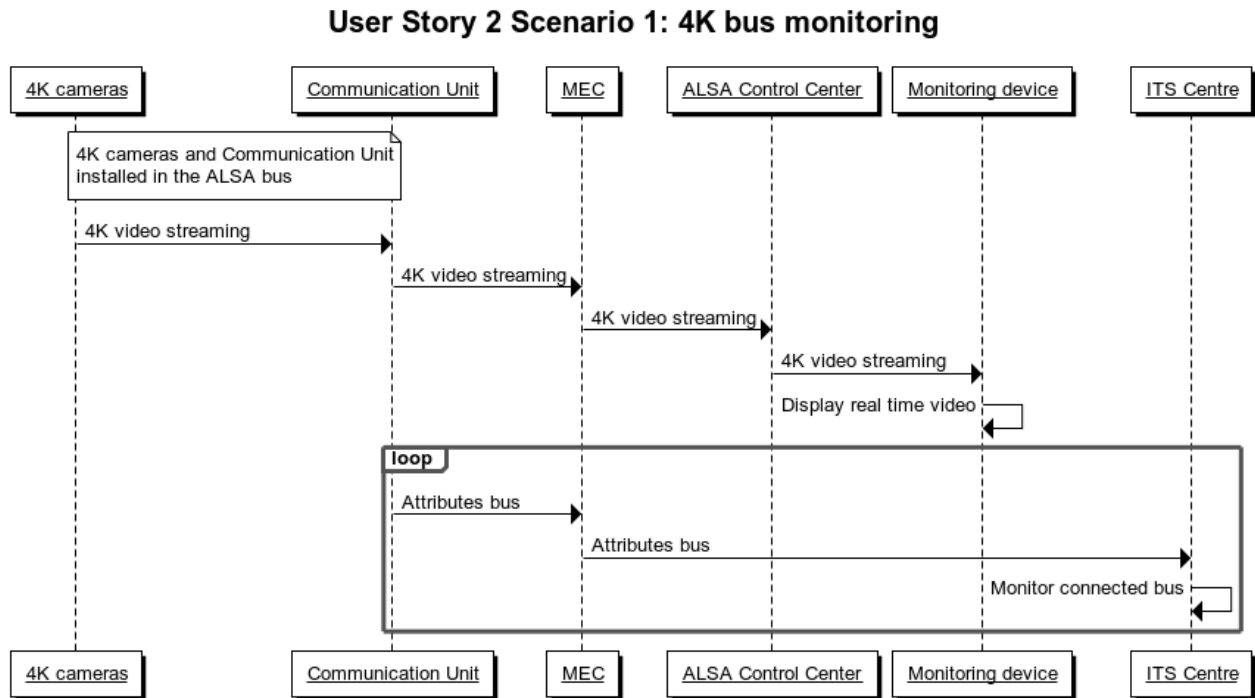 User Story 2 Scenario 1: 4K bus monitoring
4K cameras
Communication Unit
MEC
ALSA Control Center
Monitoring device
ITS Centre
4K cameras and Communication Unit
installed in the ALSA bus
4K video streaming
4K video streaming
4K video streaming
4K video streaming
Display real time video
loop
Attributes bus
Attributes bus
Monitor connected bus
4K cameras
Communication Unit
MEC
ALSA Control Center
Monitoring device
ITS Centre